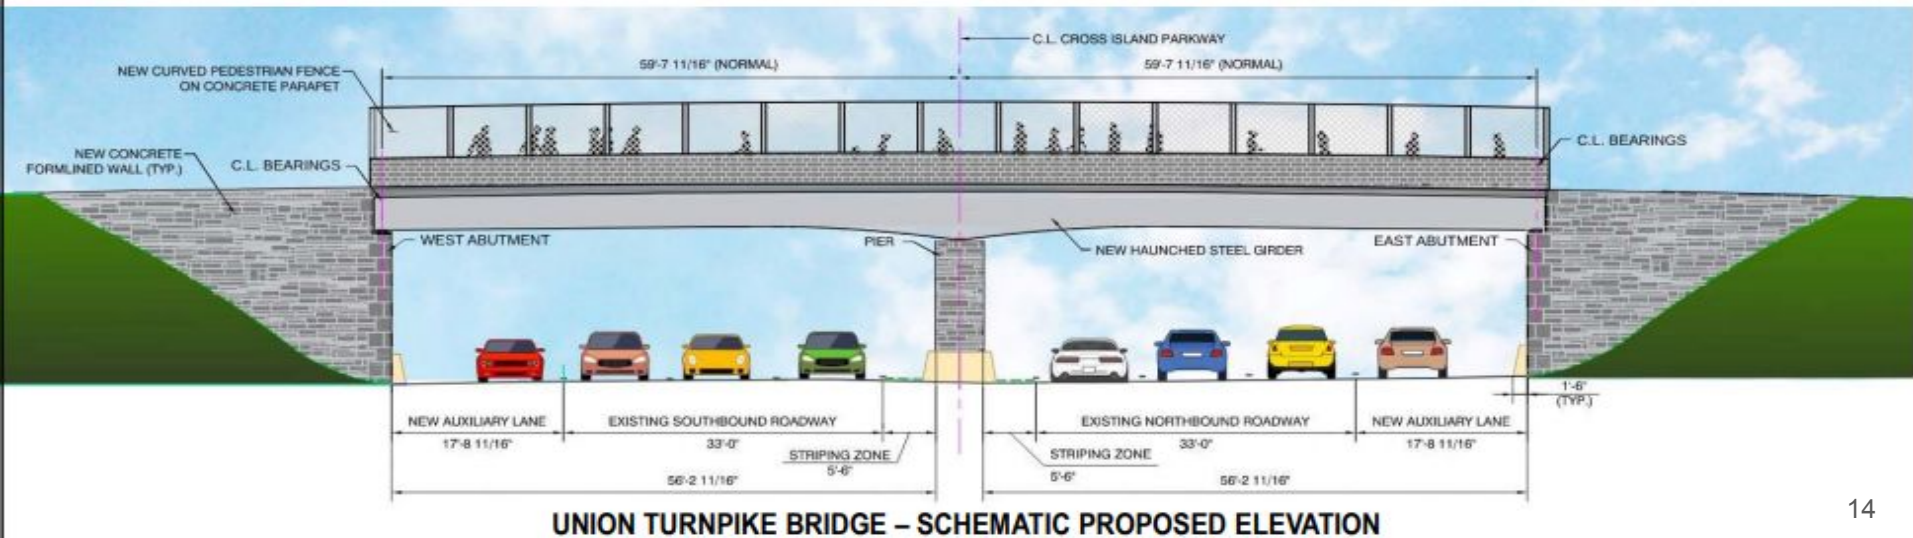 C.L. CROSS ISLAND PARKWAY
59'-7 11/16" (NORMAL)
59'-7 11/16" (NORMAL)
NEW CURVED PEDESTRIAN FENCE
ON CONCRETE PARAPET
NEW CONCRETE
FORMLINED WALL (TYP.)
C.L. BEARINGS
C.L. BEARINGS
WEST ABUTMENT
PIER
NEW HAUNCHED STEEL GIRDER
EAST ABUTMENT
1'-6"
(TYP.)
NEW AUXILIARY LANE
17'-8 11/16"
EXISTING SOUTHBOUND ROADWAY
33'-0"
STRIPING ZONE
5'-6"
STRIPING ZONE
5'-6"
EXISTING NORTHBOUND ROADWAY
33'-0"
NEW AUXILIARY LANE
17'-8 11/16"
56'-2 11/16"
56'-2 11/16"
UNION TURNPIKE BRIDGE – SCHEMATIC PROPOSED ELEVATION
14